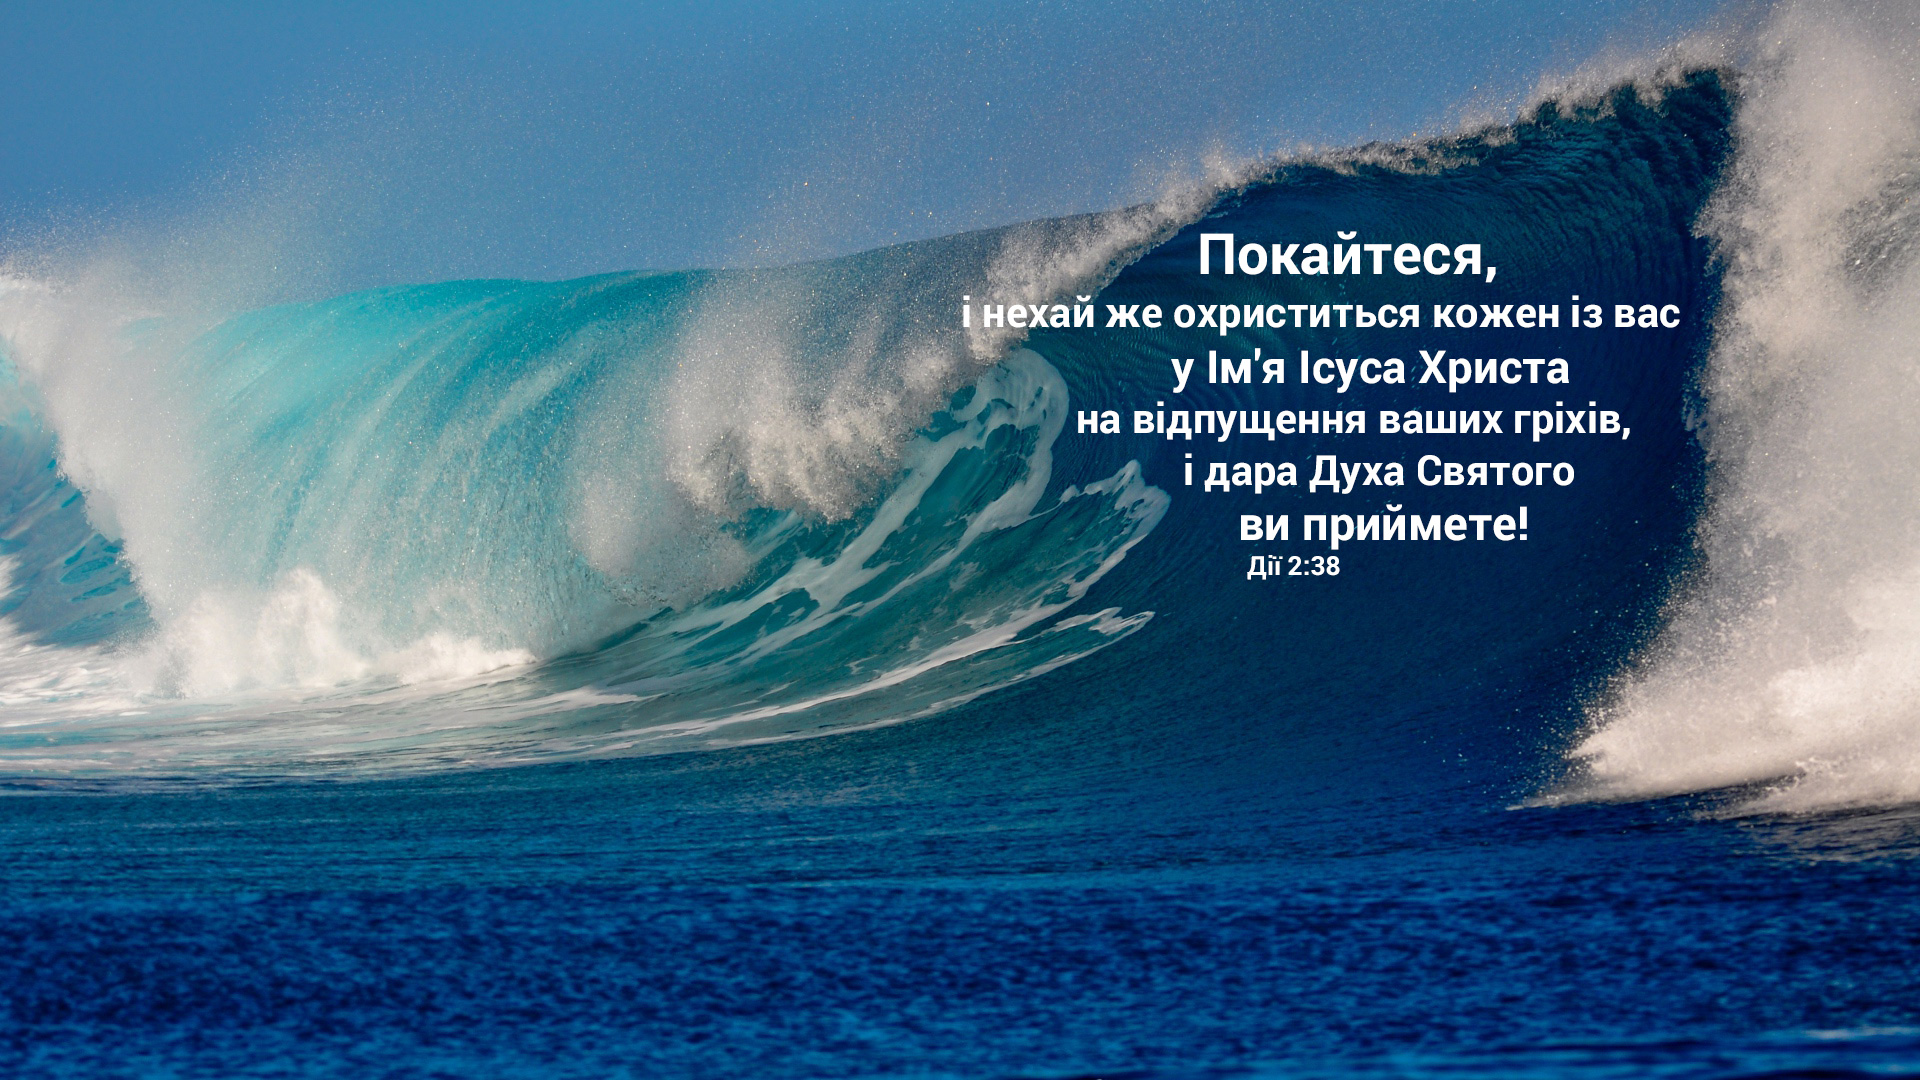 Покайтеся,
і нехай же охриститься кожен із вас
у Ім'я Ісуса Христа
на відпущення ваших гріхів,
і дара Духа Святого
ви приймете!
Дії 2:38